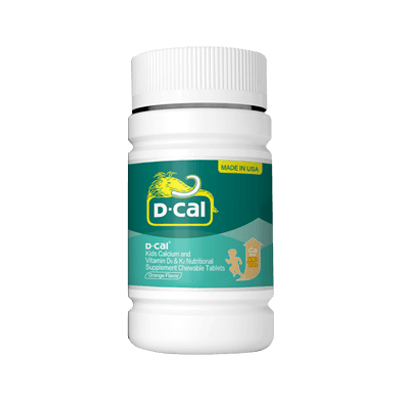 MADE IN USA
D-Cal
D-Cal®
Kids Calcium and
Vitamin D₃ & K₂ Nutritional
Supplement Chewable Tablets
Orange Flavor